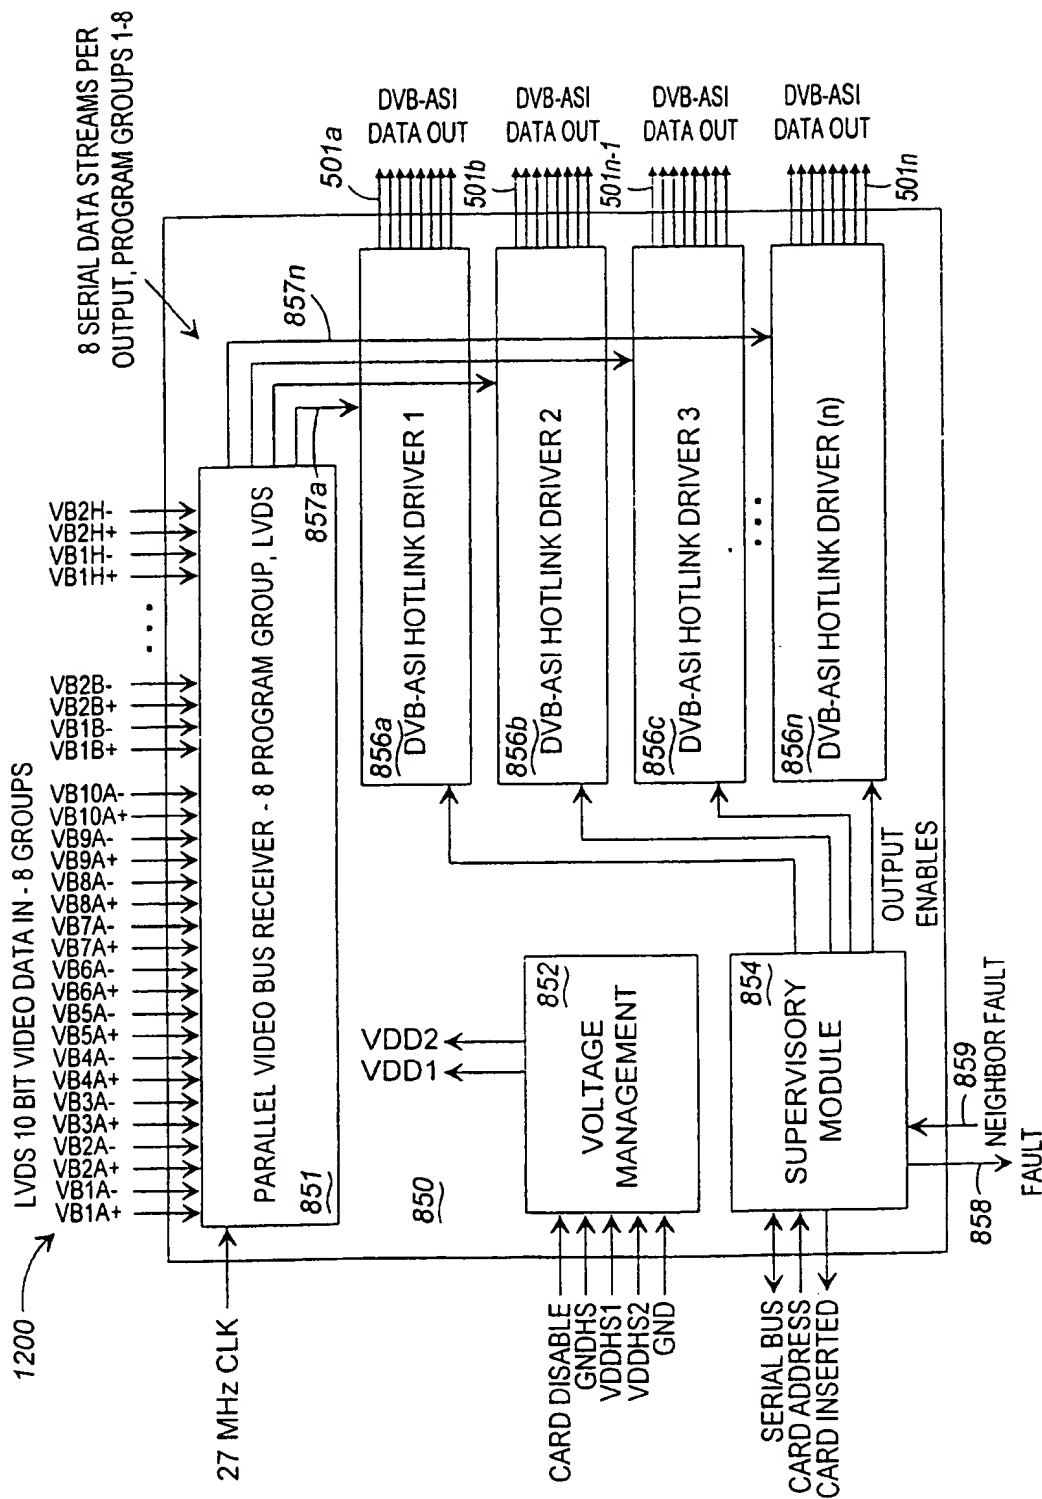 1200
LVDS 10 BIT VIDEO DATA IN - 8 GROUPS
VB1A+
VB1A-
VB2A+
VB2A-
VB3A+
VB3A-
VB4A+
VB4A-
VB5A+
VB5A-
VB6A+
VB6A-
VB7A+
VB7A-
VB8A+
VB8A-
VB9A+
VB9A-
VB10A+
VB10A-
VB1B+
VB1B-
VB2B+
VB2B-
...
VB1H+
VB1H-
VB2H+
VB2H-
8 SERIAL DATA STREAMS PER
OUTPUT, PROGRAM GROUPS 1-8
27 MHz CLK
851
PARALLEL VIDEO BUS RECEIVER - 8 PROGRAM GROUP, LVDS
857a
857n
850
856a
DVB-ASI HOTLINK DRIVER 1
501a
DVB-ASI
DATA OUT
856b
DVB-ASI HOTLINK DRIVER 2
501b
DVB-ASI
DATA OUT
856c
DVB-ASI HOTLINK DRIVER 3
501n-1
DVB-ASI
DATA OUT
...
856n
DVB-ASI HOTLINK DRIVER (n)
501n
DVB-ASI
DATA OUT
VDD2
VDD1
852
VOLTAGE
MANAGEMENT
CARD DISABLE
GNDHS
VDDHS1
VDDHS2
GND
854
SUPERVISORY
MODULE
OUTPUT
ENABLES
SERIAL BUS
CARD ADDRESS
CARD INSERTED
858
FAULT
859
NEIGHBOR FAULT